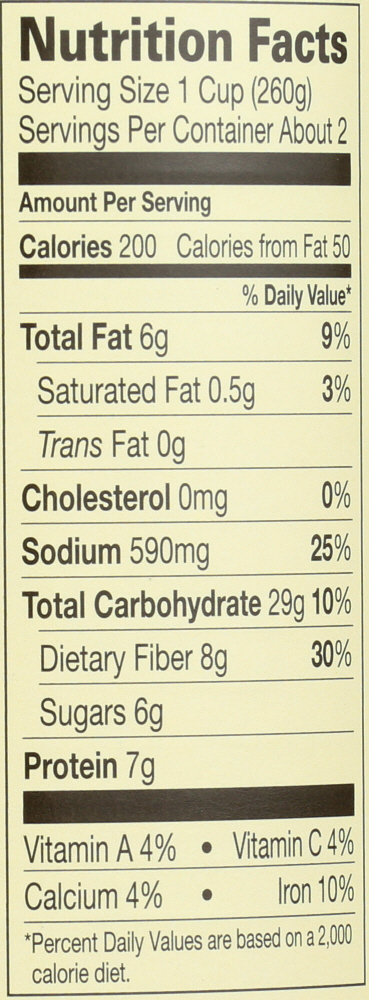 Nutrition Facts
Serving Size 1 Cup (260g)
Servings Per Container About 2
Amount Per Serving
Calories 200 Calories from Fat 50
% Daily Value*
Total Fat 6g 9%
Saturated Fat 0.5g 3%
Trans Fat 0g
Cholesterol 0mg 0%
Sodium 590mg 25%
Total Carbohydrate 29g 10%
Dietary Fiber 8g 30%
Sugars 6g
Protein 7g
Vitamin A 4% • Vitamin C 4%
Calcium 4% • Iron 10%
*Percent Daily Values are based on a 2,000
calorie diet.